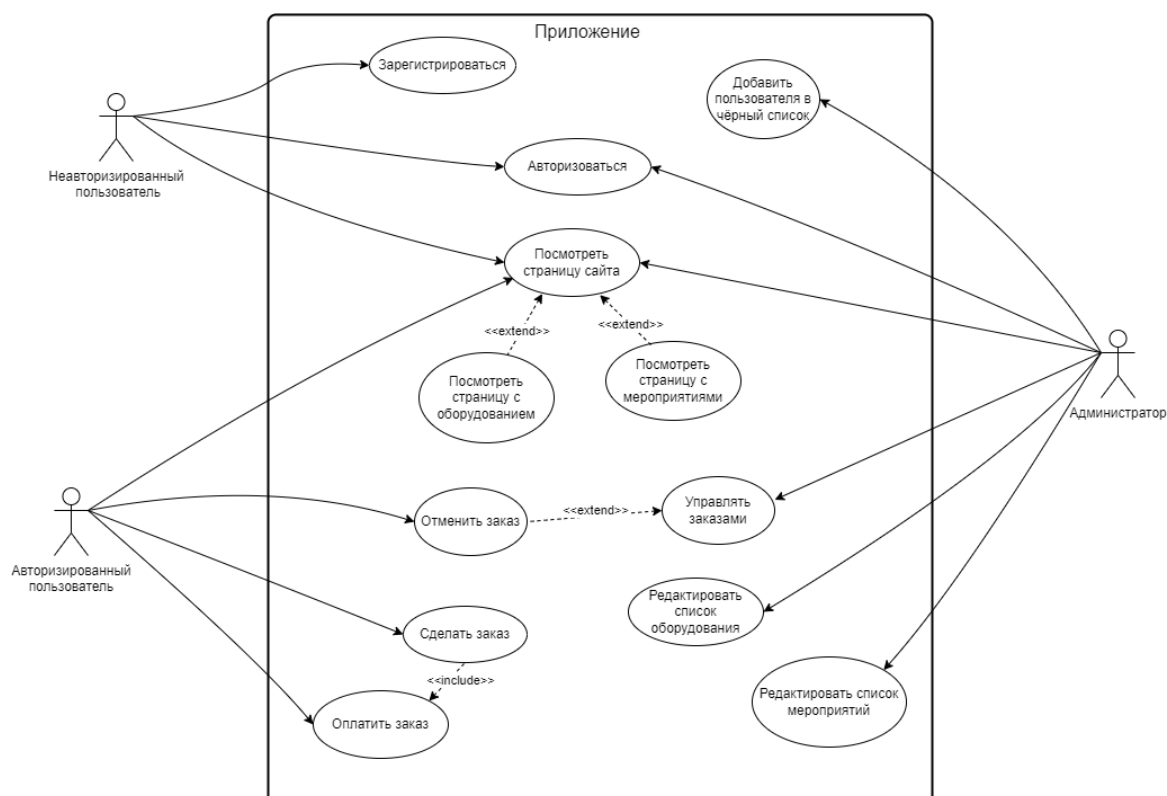 Приложение
Зарегистрироваться
Добавить
пользователя в
чёрный список
Неавторизированный
пользователь
Авторизоваться
Посмотреть
страницу сайта
<<extend>>
<<extend>>
Посмотреть
страницу с
оборудованием
Посмотреть
страницу с
мероприятиями
Администратор
Авторизированный
пользователь
Отменить заказ
<<extend>>
Управлять
заказами
Редактировать
список
оборудования
Сделать заказ
<<include>>
Оплатить заказ
Редактировать список
мероприятий